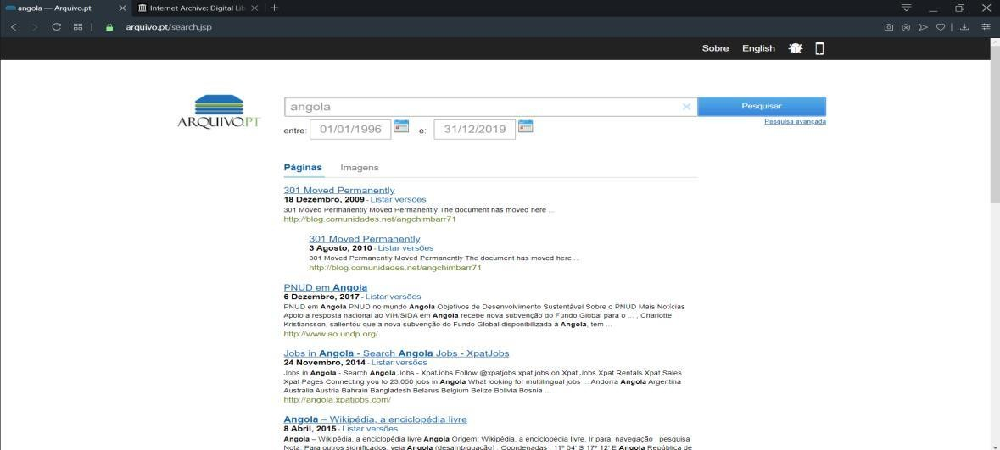 angola — Arquivo.pt
Internet Archive: Digital Lib
arquivo.pt/search.jsp
Sobre English
ARQUIVO.PT
angola
Pesquisar
Pesquisa avançada
entre: 01/01/1996 e: 31/12/2019
Páginas Imagens
301 Moved Permanently
18 Dezembro, 2009 - Listar versões
301 Moved Permanently Moved Permanently The document has moved here ...
http://blog.comunidades.net/angchimbarr71
301 Moved Permanently
3 Agosto, 2010 - Listar versões
301 Moved Permanently Moved Permanently The document has moved here ...
http://blog.comunidades.net/angchimbarr71
PNUD em Angola
6 Dezembro, 2017 - Listar versões
PNUD em Angola PNUD no mundo Angola Objetivos de Desenvolvimento Sustentável Sobre o PNUD Mais Notícias
Apoio a resposta nacional ao VIH/SIDA em Angola recebe nova subvenção do Fundo Global para o ... , Charlotte
Kristiansson, salientou que a nova subvenção do Fundo Global disponibilizada à Angola, tem ...
http://www.ao.undp.org/
Jobs in Angola - Search Angola Jobs - XpatJobs
24 Novembro, 2014 - Listar versões
Jobs in Angola - Search Angola Jobs - XpatJobs Follow @xpatjobs xpat jobs on Xpat Jobs Xpat Rentals Xpat Sales
Xpat Pages Connecting you to 23,050 jobs in Angola What looking for multilingual jobs ... Andorra Angola Argentina
Australia Austria Bahrain Bangladesh Belarus Belgium Belize Bolivia Bosnia ...
http://angola.xpatjobs.com/
Angola – Wikipédia, a enciclopédia livre
8 Abril, 2015 - Listar versões
Angola – Wikipédia, a enciclopédia livre Angola Origem: Wikipédia, a enciclopédia livre. Ir para: navegação , pesquisa
Nota: Para outros significados, veja Angola (desambiguação) . Coordenadas : 11º 54' S 17º 12' E Angola República de